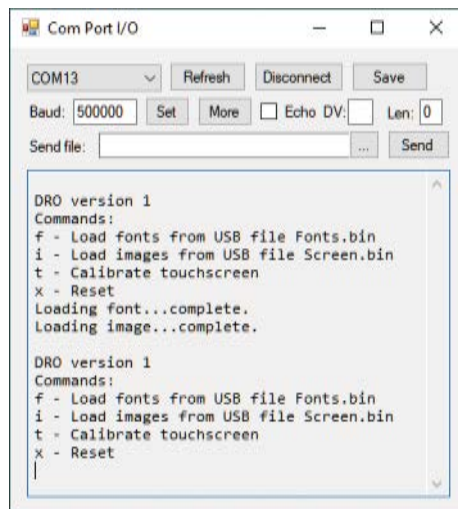 Com Port I/O
COM13 Refresh Disconnect Save
Baud: 500000 Set More Echo DV: Len: 0
Send file: ... Send
DRO version 1
Commands:
f - Load fonts from USB file Fonts.bin
i - Load images from USB file Screen.bin
t - Calibrate touchscreen
x - Reset
Loading font...complete.
Loading image...complete.
DRO version 1
Commands:
f - Load fonts from USB file Fonts.bin
i - Load images from USB file Screen.bin
t - Calibrate touchscreen
x - Reset